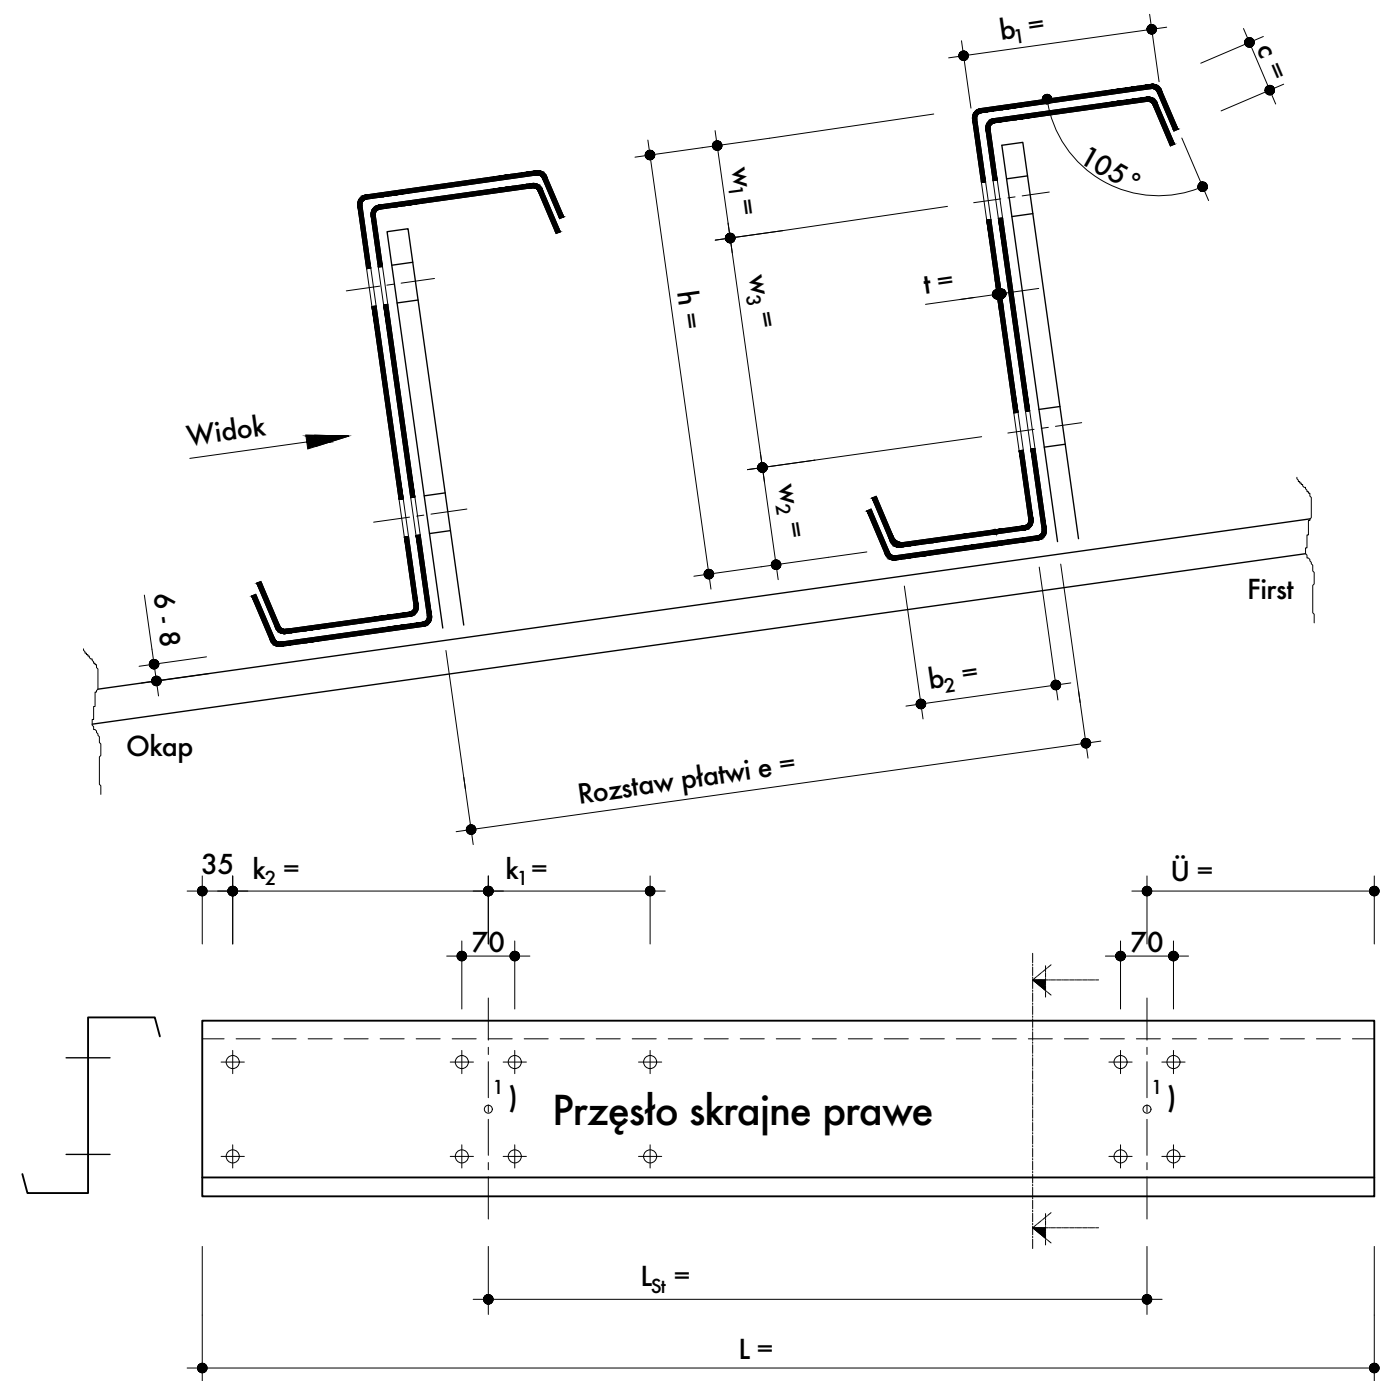 b1 =
c =
105°
w1 =
w3 =
h =
t =
Widok
w2 =
6 - 8
First
b2 =
Okap
Rozstaw płatwi e =
35 k2 = k1 = Ü =
70 70
1) 1)
Przęsło skrajne prawe
LSt =
L =